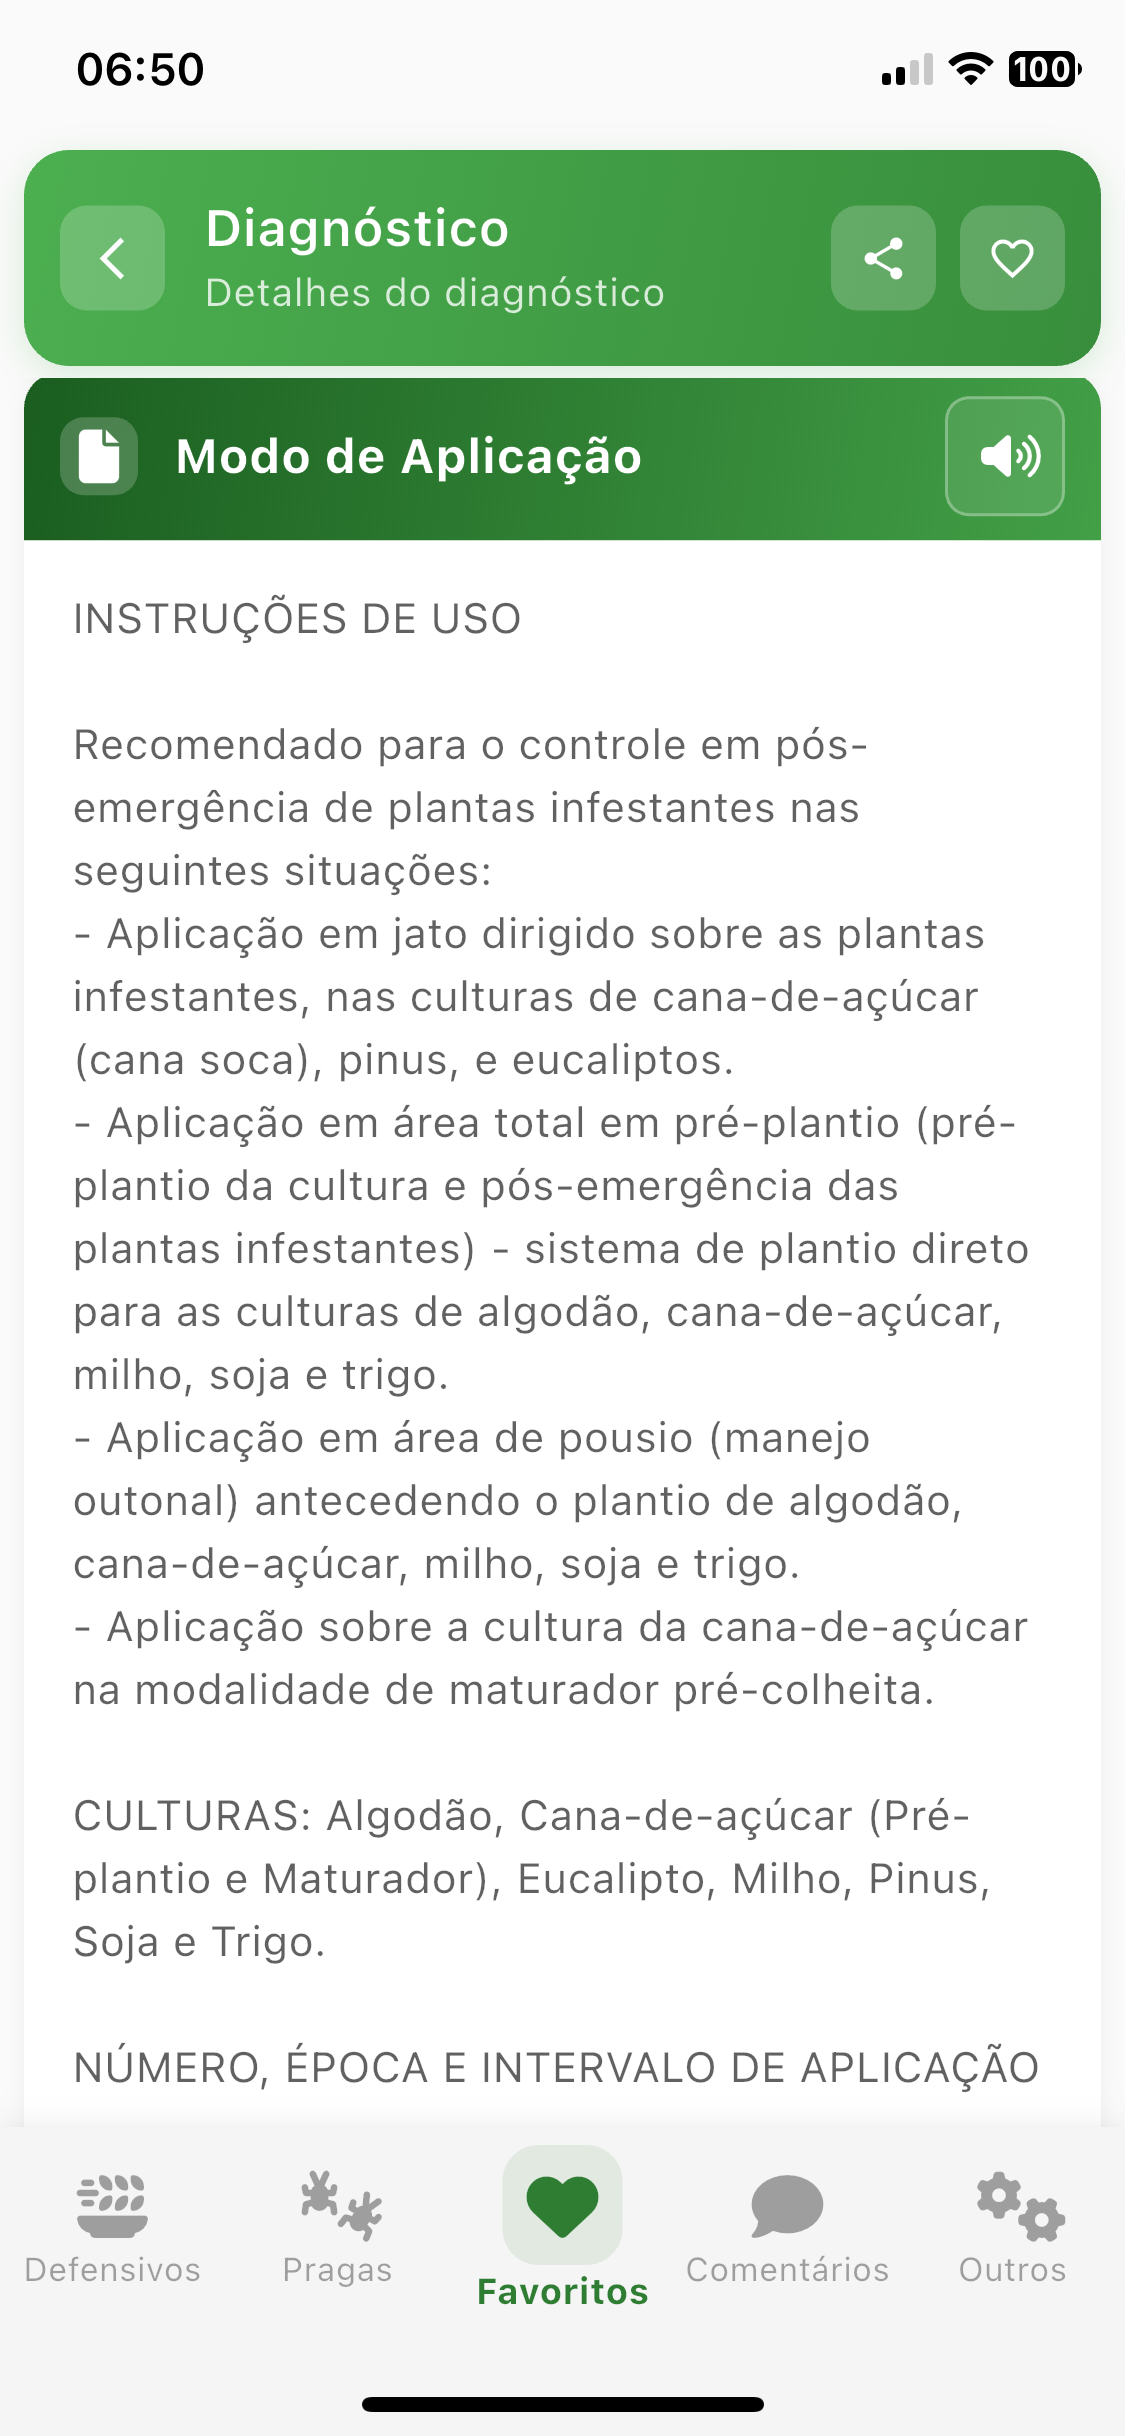 06:50
100
Diagnóstico
Detalhes do diagnóstico
Modo de Aplicação
INSTRUÇÕES DE USO
Recomendado para o controle em pós-
emergência de plantas infestantes nas
seguintes situações:
- Aplicação em jato dirigido sobre as plantas
infestantes, nas culturas de cana-de-açúcar
(cana soca), pinus, e eucaliptos.
- Aplicação em área total em pré-plantio (pré-
plantio da cultura e pós-emergência das
plantas infestantes) - sistema de plantio direto
para as culturas de algodão, cana-de-açúcar,
milho, soja e trigo.
- Aplicação em área de pousio (manejo
outonal) antecedendo o plantio de algodão,
cana-de-açúcar, milho, soja e trigo.
- Aplicação sobre a cultura da cana-de-açúcar
na modalidade de maturador pré-colheita.
CULTURAS: Algodão, Cana-de-açúcar (Pré-
plantio e Maturador), Eucalipto, Milho, Pinus,
Soja e Trigo.
NÚMERO, ÉPOCA E INTERVALO DE APLICAÇÃO
Defensivos
Pragas
Favoritos
Comentários
Outros